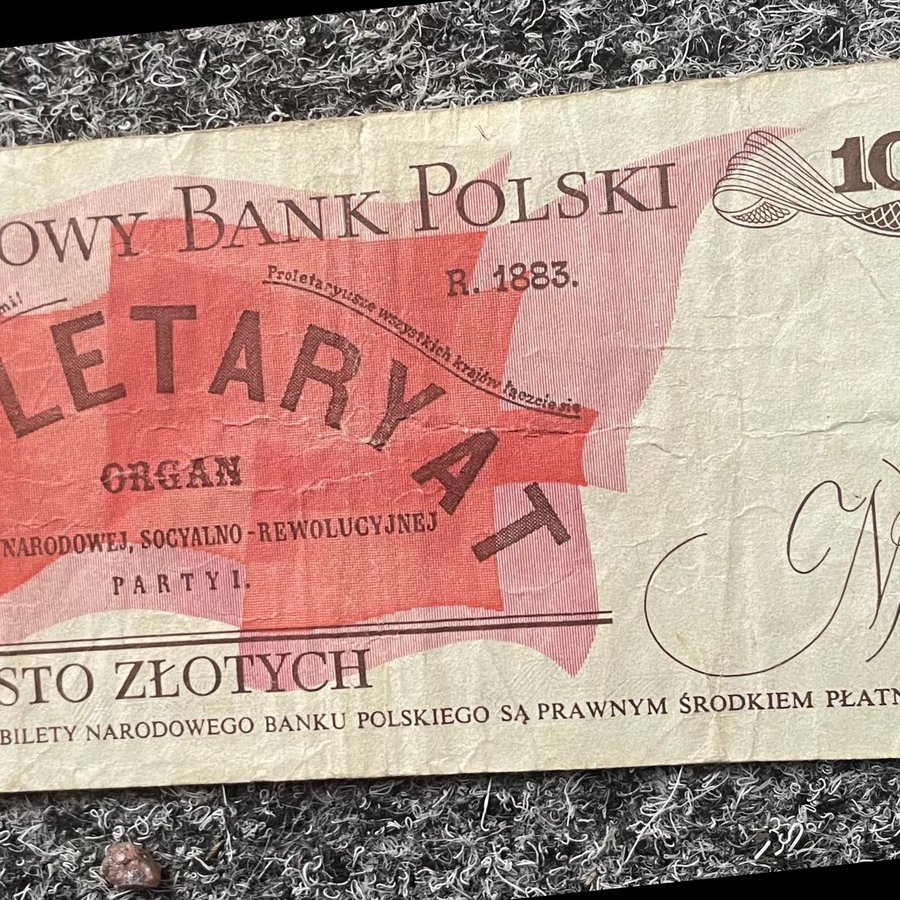 OWY BANK POLSKI
10
R. 1883.
mi!
Proletaryusze wszystkich krajów łączcie się
LETARYAT
ORGAN
NARODOWEJ, SOCYALNO-REWOLUCYJNEJ
PARTYI.
STO ZŁOTYCH
BILETY NARODOWEGO BANKU POLSKIEGO SĄ PRAWNYM ŚRODKIEM PŁATN